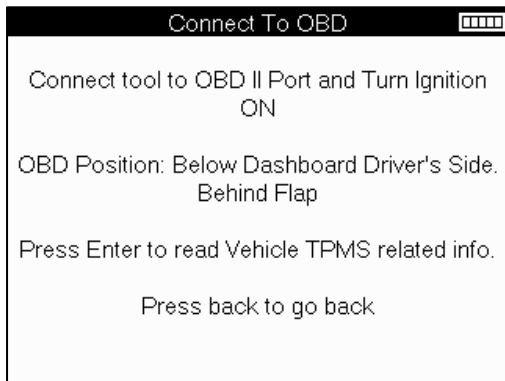 Connect To OBD
Connect tool to OBD II Port and Turn Ignition
ON
OBD Position: Below Dashboard Driver's Side.
Behind Flap
Press Enter to read Vehicle TPMS related info.
Press back to go back